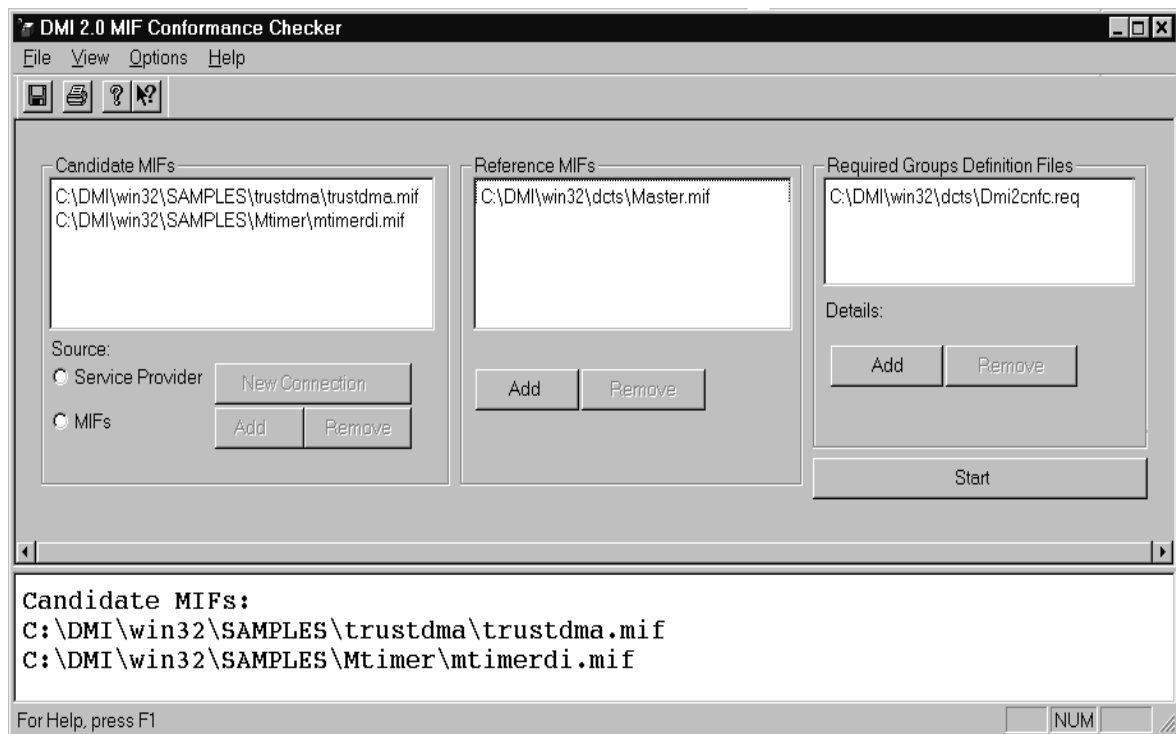 DMI 2.0 MIF Conformance Checker
File View Options Help
Candidate MIFs
C:\DMI\win32\SAMPLES\trustdma\trustdma.mif
C:\DMI\win32\SAMPLES\Mtimer\mtimerdi.mif
Source:
Service Provider
New Connection
MIFs
Add
Remove
Reference MIFs
C:\DMI\win32\dcts\Master.mif
Add
Remove
Required Groups Definition Files
C:\DMI\win32\dcts\Dmi2cnfc.req
Details:
Add
Remove
Start
Candidate MIFs:
C:\DMI\win32\SAMPLES\trustdma\trustdma.mif
C:\DMI\win32\SAMPLES\Mtimer\mtimerdi.mif
For Help, press F1
NUM